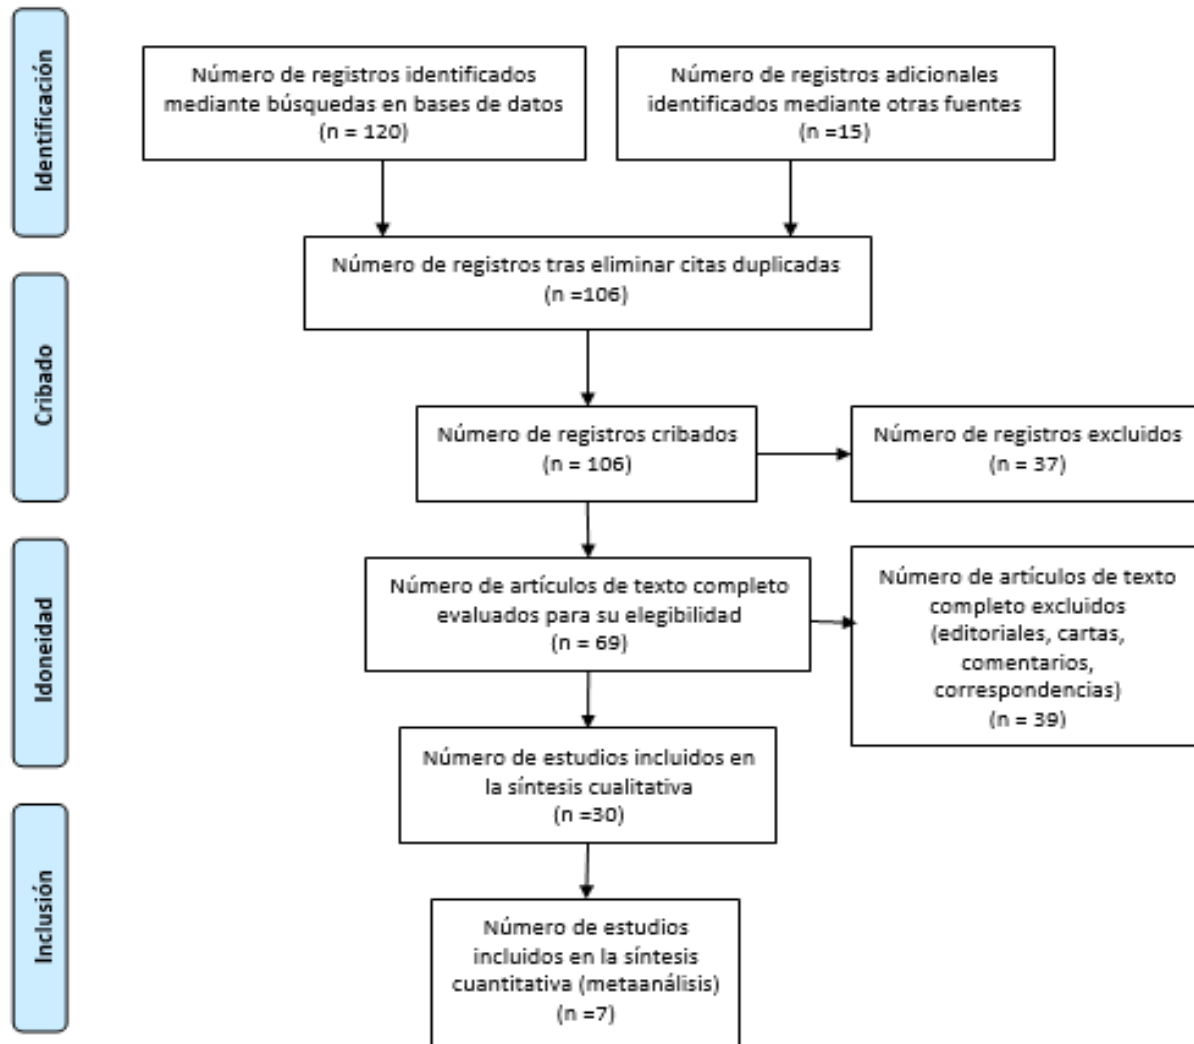 Identificación
Número de registros identificados
mediante búsquedas en bases de datos
(n = 120)
Número de registros adicionales
identificados mediante otras fuentes
(n =15)
Número de registros tras eliminar citas duplicadas
(n =106)
Cribado
Número de registros cribados
(n = 106)
Número de registros excluidos
(n = 37)
Idoneidad
Número de artículos de texto completo
evaluados para su elegibilidad
(n = 69)
Número de artículos de texto
completo excluidos
(editoriales, cartas,
comentarios,
correspondencias)
(n = 39)
Número de estudios incluidos en
la síntesis cualitativa
(n =30)
Inclusión
Número de estudios
incluidos en la síntesis
cuantitativa (metaanálisis)
(n =7)